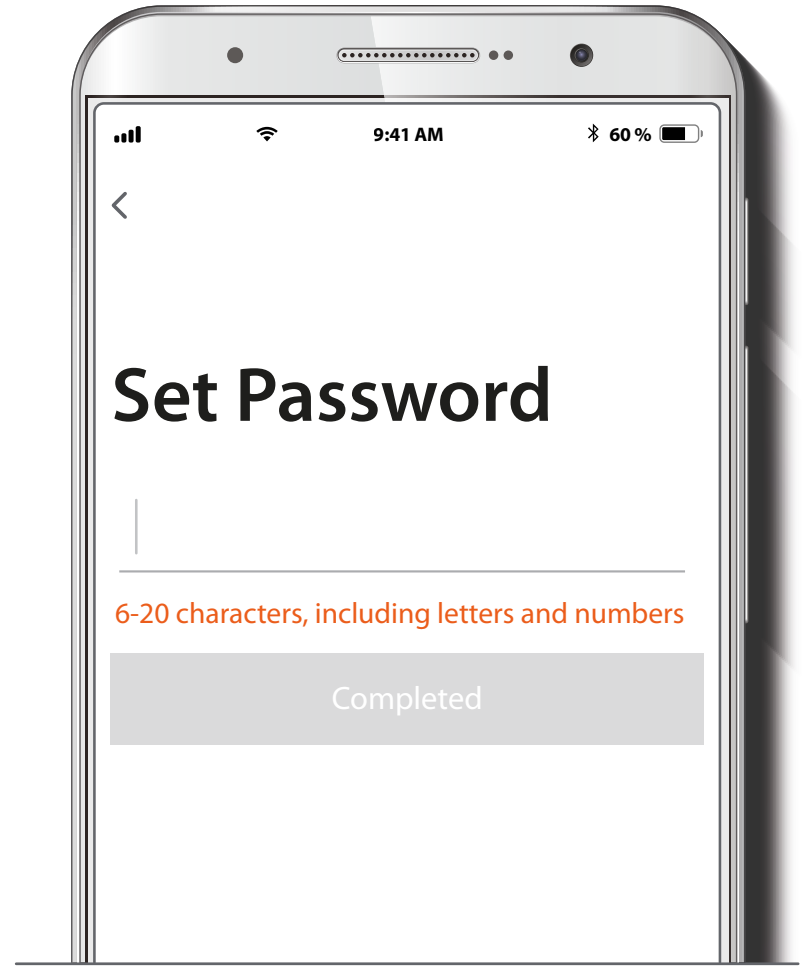 9:41 AM 60 %
Set Password
6-20 characters, including letters and numbers
Completed